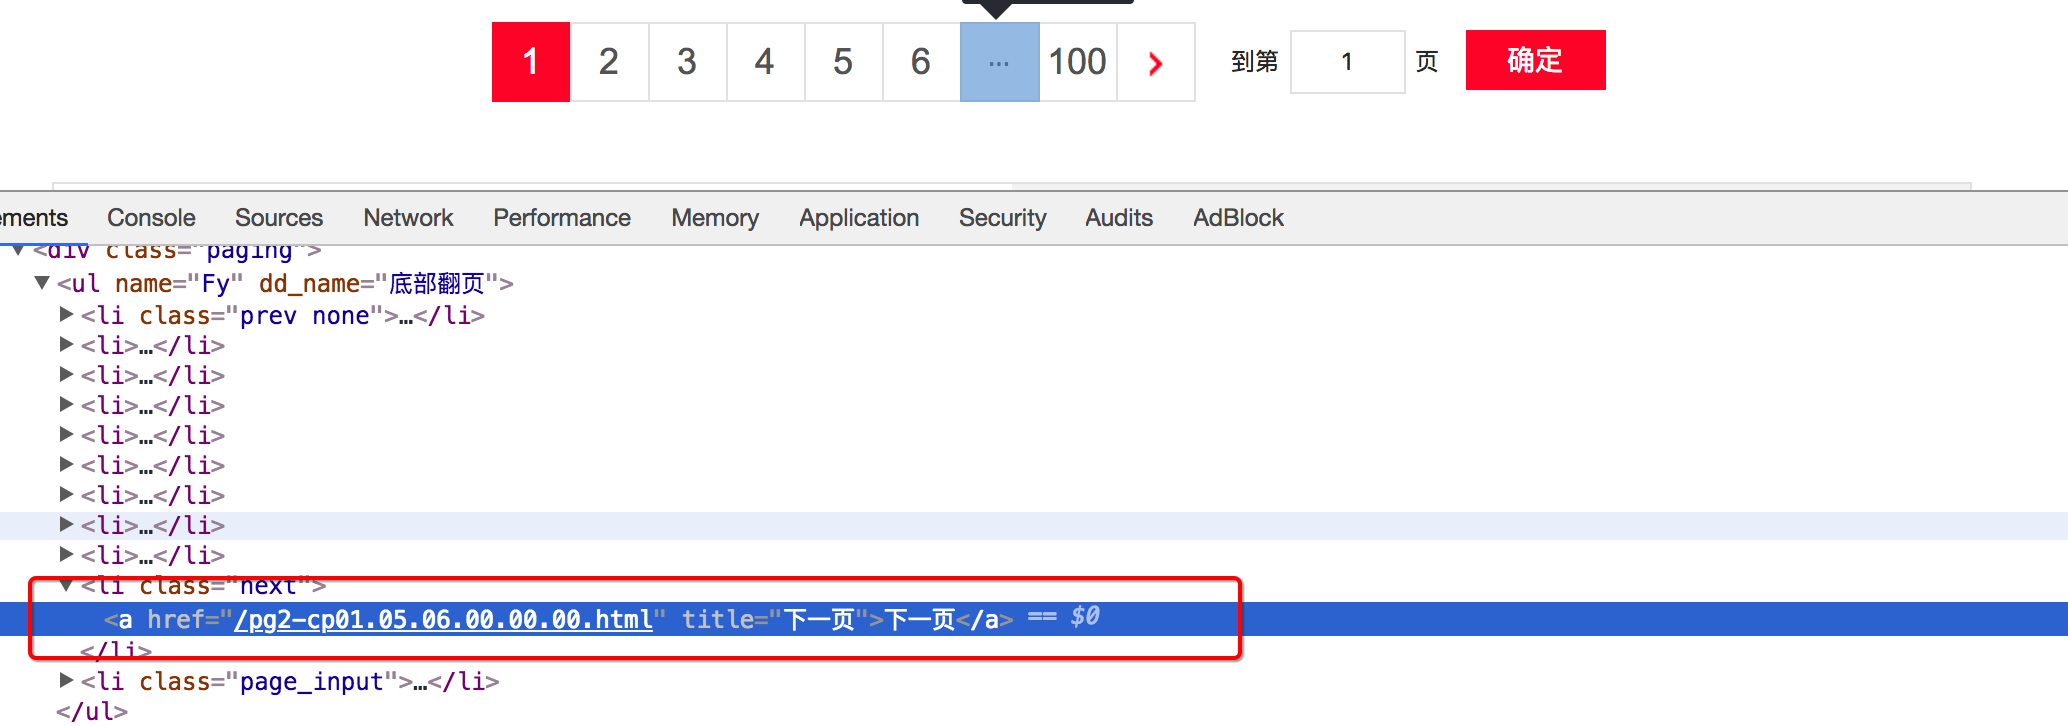 1 2 3 4 5 6 ... 100 > 到第 1 页 确定
ements Console Sources Network Performance Memory Application Security Audits AdBlock
<div class="paging">
<ul name="Fy" dd_name="底部翻页">
<li class="prev none">…</li>
<li>…</li>
<li>…</li>
<li>…</li>
<li>…</li>
<li>…</li>
<li>…</li>
<li>…</li>
<li>…</li>
<li class="next">
<a href="/pg2-cp01.05.06.00.00.00.html" title="下一页">下一页</a> == $0
</li>
<li class="page_input">…</li>
</ul>